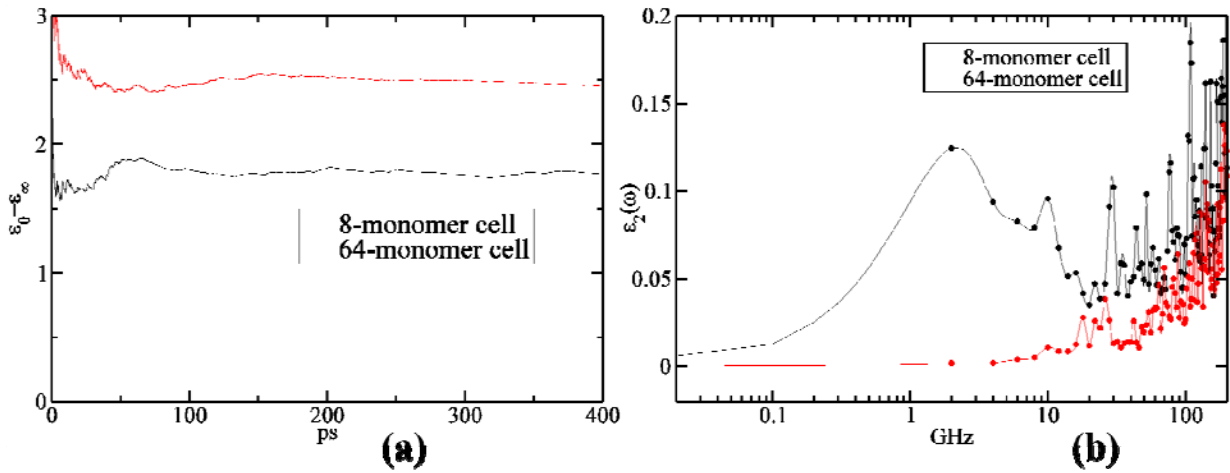 3
2
1
0
ε₀−ε∞
8-monomer cell
64-monomer cell
0 100 200 300 400
ps
(a)
0.2
0.15
0.1
0.05
0
ε₂(ω)
8-monomer cell
64-monomer cell
0.1 1 10 100
GHz
(b)